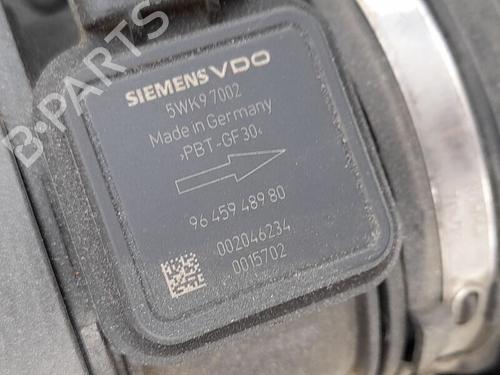 SIEMENS VDO
5WK9 7002
Made in Germany
›PBT-GF30‹
96 459 489 80
002046234
0015702
B-PARTS